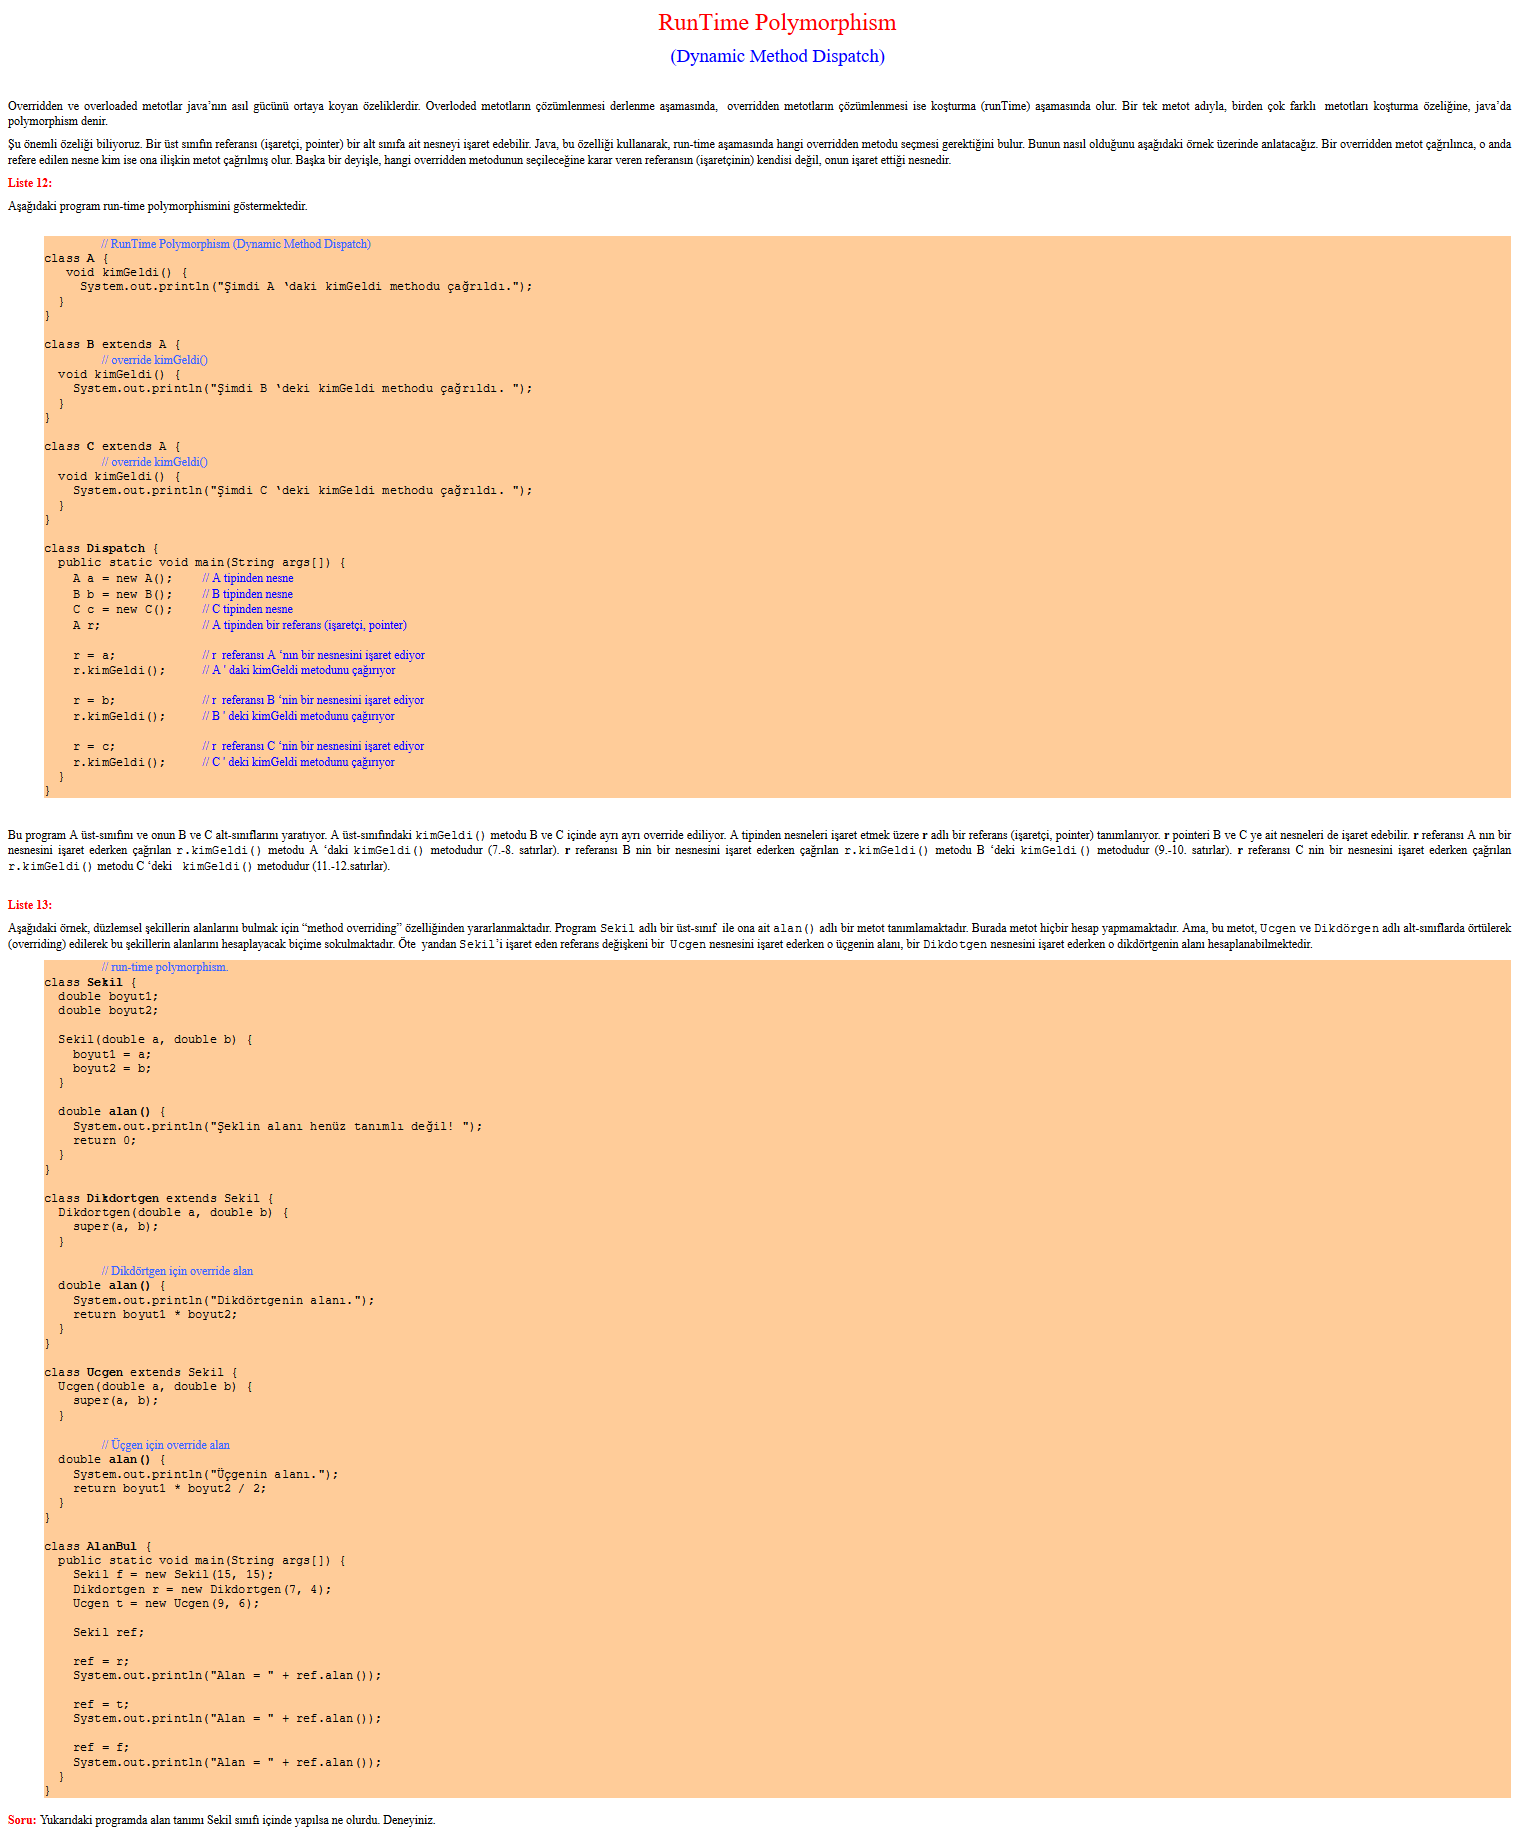 RunTime Polymorphism
(Dynamic Method Dispatch)
Overridden ve overloaded metotlar java’nın asıl gücünü ortaya koyan özeliklerdir. Overloded metotların çözümlenmesi derlenme aşamasında,  overridden metotların çözümlenmesi ise koşturma (runTime) aşamasında olur. Bir tek metot adıyla, birden çok farklı  metotları koşturma özeliğine, java’da
polymorphism denir.
Şu önemli özeliği biliyoruz. Bir üst sınıfın referansı (işaretçi, pointer) bir alt sınıfa ait nesneyi işaret edebilir. Java, bu özelliği kullanarak, run-time aşamasında hangi overridden metodu seçmesi gerektiğini bulur. Bunun nasıl olduğunu aşağıdaki örnek üzerinde anlatacağız. Bir overridden metot çağrılınca, o anda
refere edilen nesne kim ise ona ilişkin metot çağrılmış olur. Başka bir deyişle, hangi overridden metodunun seçileceğine karar veren referansın (işaretçinin) kendisi değil, onun işaret ettiği nesnedir.
Liste 12:
Aşağıdaki program run-time polymorphismini göstermektedir.
// RunTime Polymorphism (Dynamic Method Dispatch)
class A {
void kimGeldi() {
System.out.println("Şimdi A ‘daki kimGeldi methodu çağrıldı.");
}
}
class B extends A {
// override kimGeldi()
void kimGeldi() {
System.out.println("Şimdi B ‘deki kimGeldi methodu çağrıldı. ");
}
}
class C extends A {
// override kimGeldi()
void kimGeldi() {
System.out.println("Şimdi C ‘deki kimGeldi methodu çağrıldı. ");
}
}
class Dispatch {
public static void main(String args[]) {
A a = new A();    // A tipinden nesne
B b = new B();    // B tipinden nesne
C c = new C();    // C tipinden nesne
A r;    // A tipinden bir referans (işaretçi, pointer)
r = a;    // r  referansı A ‘nın bir nesnesini işaret ediyor
r.kimGeldi();    // A ' daki kimGeldi metodunu çağırıyor
r = b;    // r  referansı B ‘nin bir nesnesini işaret ediyor
r.kimGeldi();    // B ' deki kimGeldi metodunu çağırıyor
r = c;    // r  referansı C ‘nin bir nesnesini işaret ediyor
r.kimGeldi();    // C ' deki kimGeldi metodunu çağırıyor
}
}
Bu program A üst-sınıfını ve onun B ve C alt-sınıflarını yaratıyor. A üst-sınıfındaki kimGeldi() metodu B ve C içinde ayrı ayrı override ediliyor. A tipinden nesneleri işaret etmek üzere r adlı bir referans (işaretçi, pointer) tanımlanıyor. r pointeri B ve C ye ait nesneleri de işaret edebilir. r referansı A nın bir
nesnesini işaret ederken çağrılan r.kimGeldi() metodu A ‘daki kimGeldi() metodudur (7.-8. satırlar). r referansı B nin bir nesnesini işaret ederken çağrılan r.kimGeldi() metodu B ‘deki kimGeldi() metodudur (9.-10. satırlar). r referansı C nin bir nesnesini işaret ederken çağrılan
r.kimGeldi() metodu C ‘deki  kimGeldi() metodudur (11.-12.satırlar).
Liste 13:
Aşağıdaki örnek, düzlemsel şekillerin alanlarını bulmak için “method overriding” özelliğinden yararlanmaktadır. Program Sekil adlı bir üst-sınıf  ile ona ait alan() adlı bir metot tanımlamaktadır. Burada metot hiçbir hesap yapmamaktadır. Ama, bu metot, Ucgen ve Dikdörgen adlı alt-sınıflarda örtülerek
(overriding) edilerek bu şekillerin alanlarını hesaplayacak biçime sokulmaktadır. Öte  yandan Sekil’i işaret eden referans değişkeni bir  Ucgen nesnesini işaret ederken o üçgenin alanı, bir Dikdotgen nesnesini işaret ederken o dikdörtgenin alanı hesaplanabilmektedir.
// run-time polymorphism.
class Sekil {
double boyut1;
double boyut2;
Sekil(double a, double b) {
boyut1 = a;
boyut2 = b;
}
double alan() {
System.out.println("Şeklin alanı henüz tanımlı değil! ");
return 0;
}
}
class Dikdortgen extends Sekil {
Dikdortgen(double a, double b) {
super(a, b);
}
// Dikdörtgen için override alan
double alan() {
System.out.println("Dikdörtgenin alanı.");
return boyut1 * boyut2;
}
}
class Ucgen extends Sekil {
Ucgen(double a, double b) {
super(a, b);
}
// Üçgen için override alan
double alan() {
System.out.println("Üçgenin alanı.");
return boyut1 * boyut2 / 2;
}
}
class AlanBul {
public static void main(String args[]) {
Sekil f = new Sekil(15, 15);
Dikdortgen r = new Dikdortgen(7, 4);
Ucgen t = new Ucgen(9, 6);
Sekil ref;
ref = r;
System.out.println("Alan = " + ref.alan());
ref = t;
System.out.println("Alan = " + ref.alan());
ref = f;
System.out.println("Alan = " + ref.alan());
}
}
Soru: Yukarıdaki programda alan tanımı Sekil sınıfı içinde yapılsa ne olurdu. Deneyiniz.